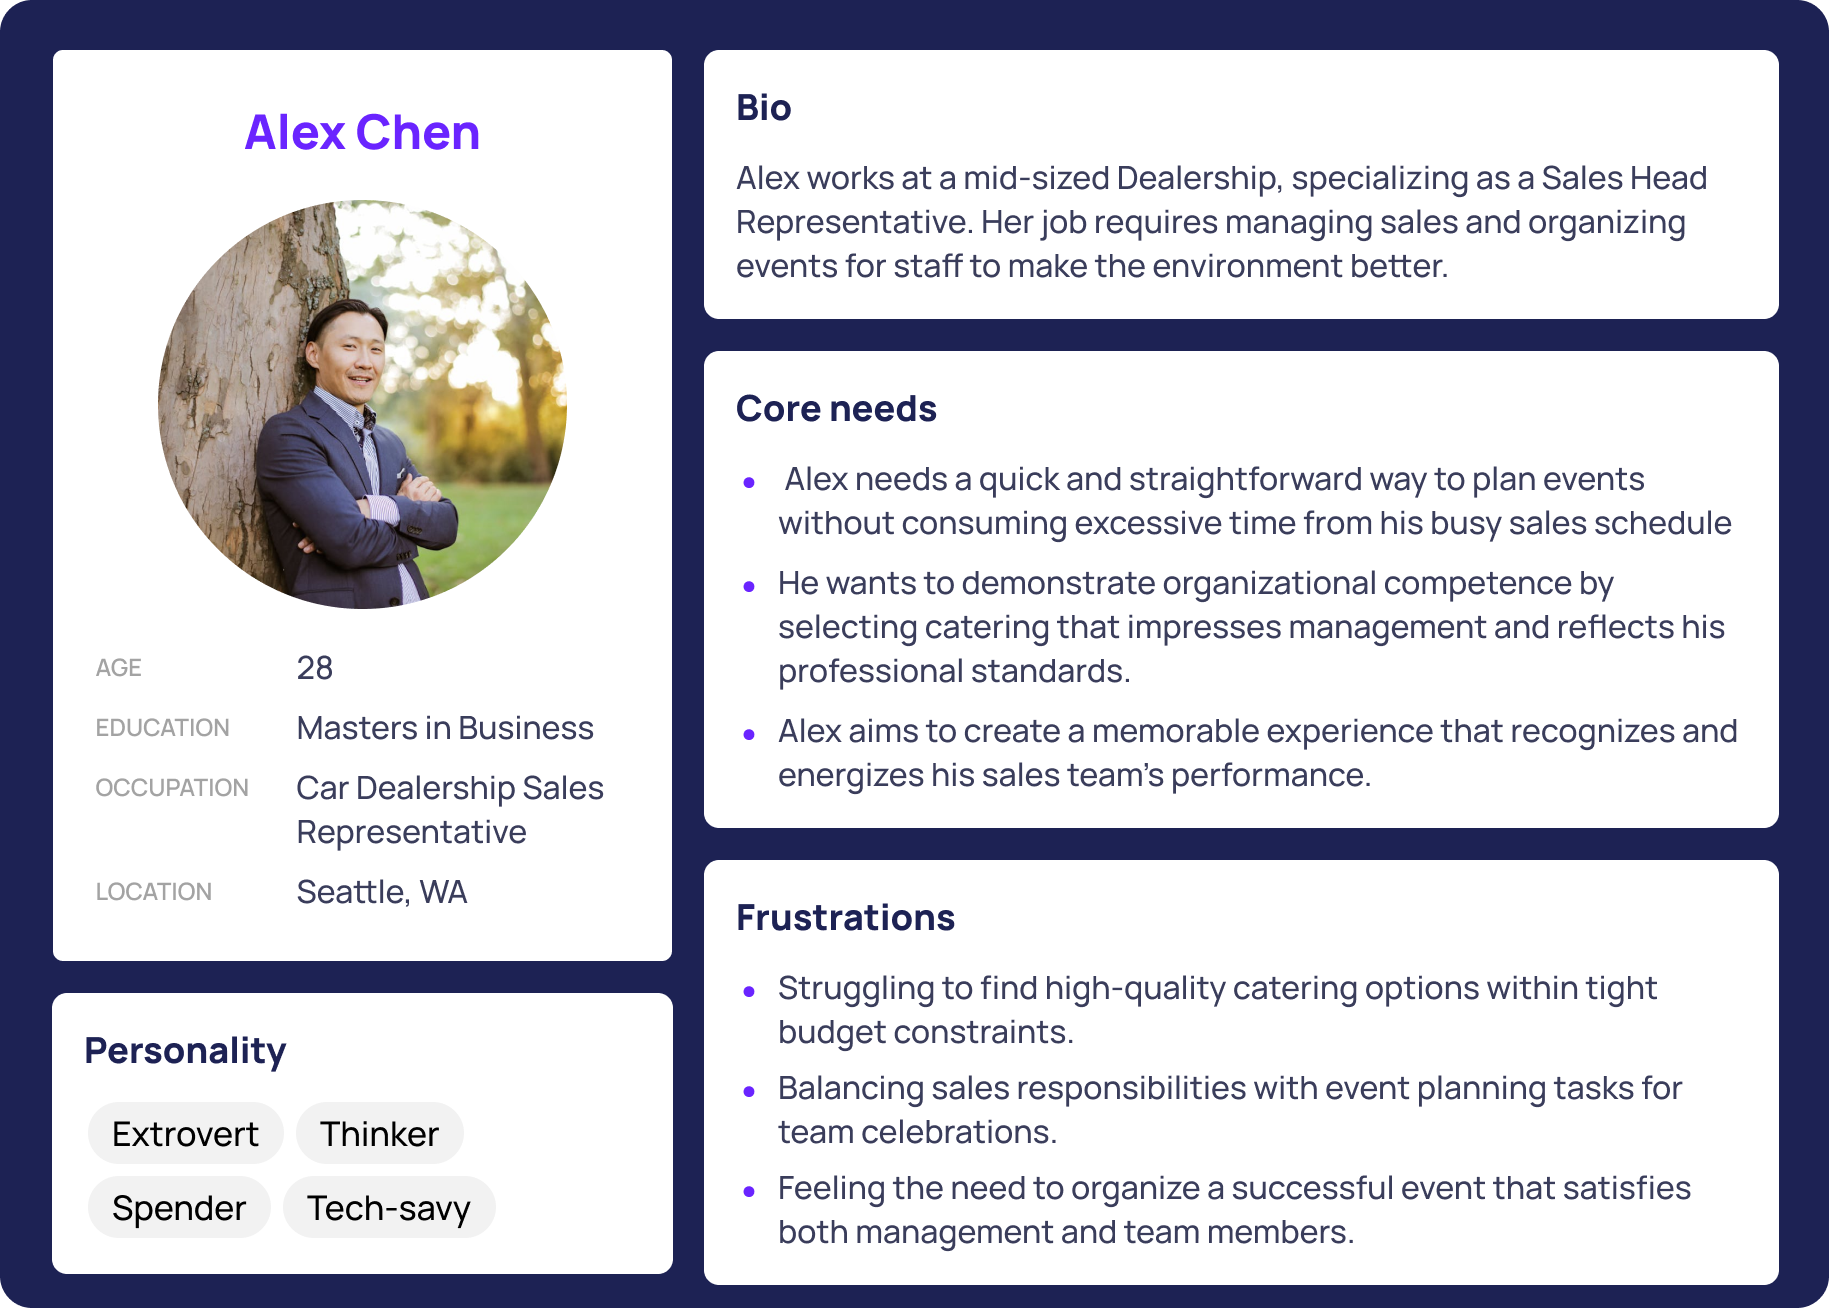 Alex Chen
AGE 28
EDUCATION Masters in Business
OCCUPATION Car Dealership Sales
Representative
LOCATION Seattle, WA
Personality
Extrovert Thinker
Spender Tech-savy
Bio
Alex works at a mid-sized Dealership, specializing as a Sales Head
Representative. Her job requires managing sales and organizing
events for staff to make the environment better.
Core needs
• Alex needs a quick and straightforward way to plan events
without consuming excessive time from his busy sales schedule
• He wants to demonstrate organizational competence by
selecting catering that impresses management and reflects his
professional standards.
• Alex aims to create a memorable experience that recognizes and
energizes his sales team's performance.
Frustrations
• Struggling to find high-quality catering options within tight
budget constraints.
• Balancing sales responsibilities with event planning tasks for
team celebrations.
• Feeling the need to organize a successful event that satisfies
both management and team members.